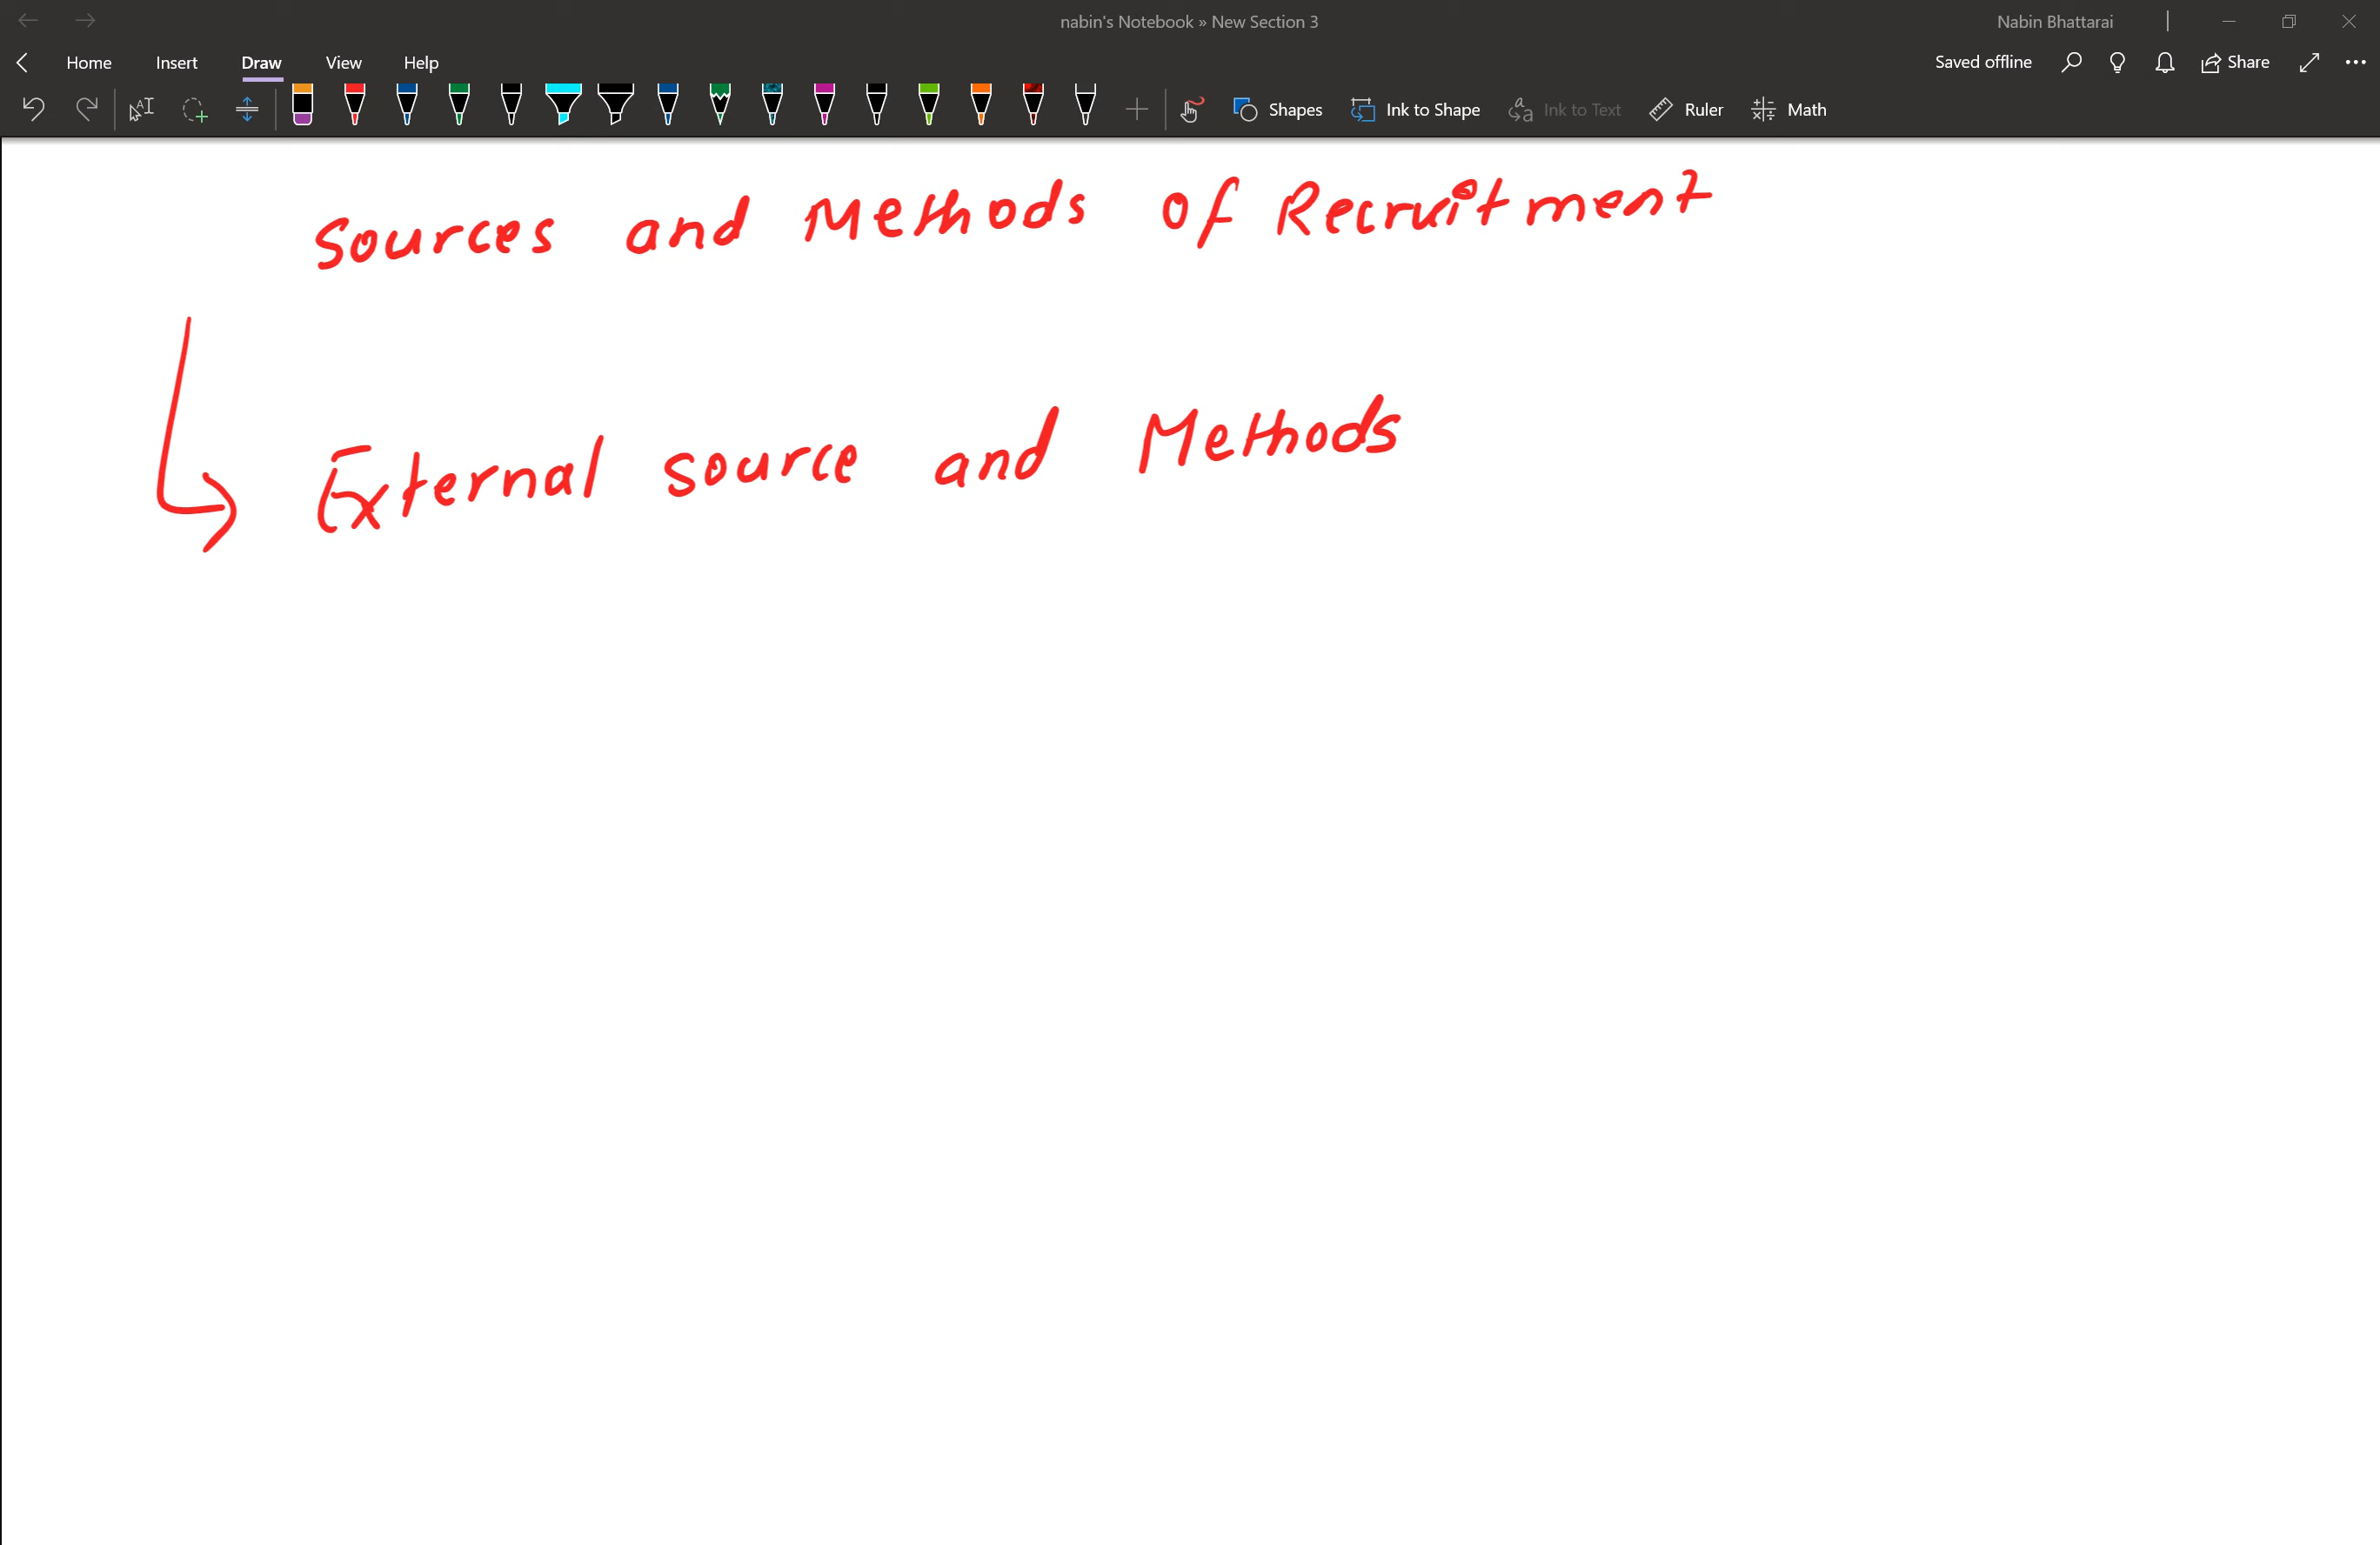 nabin's Notebook » New Section 3
Nabin Bhattarai
Home Insert Draw View Help
Saved offline
Share
Shapes Ink to Shape Ink to Text Ruler Math
Sources and Methods of Recruitment
External source and Methods